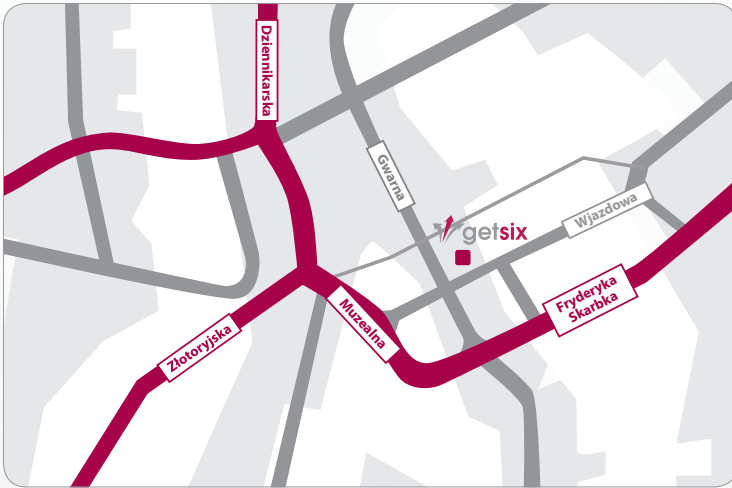 Dziennikarska
Gwarna
Wjazdowa
getsix
Fryderyka
Skarbka
Muzealna
Złotoryjska